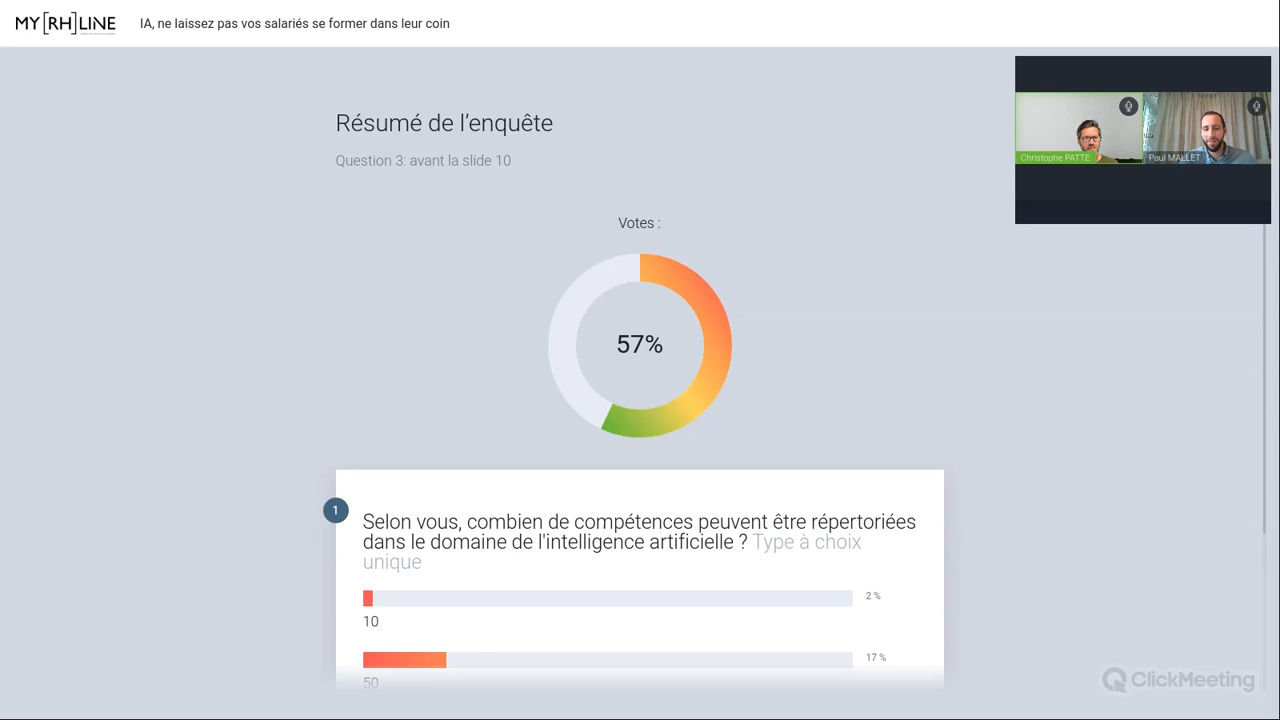 MY[RH]LINE
IA, ne laissez pas vos salariés se former dans leur coin
Résumé de l’enquête
Question 3: avant la slide 10
Christophe PATTE
Paul MALLET
Votes :
57%
1
Selon vous, combien de compétences peuvent être répertoriées
dans le domaine de l'intelligence artificielle ? Type à choix
unique
2 %
10
17 %
50
ClickMeeting